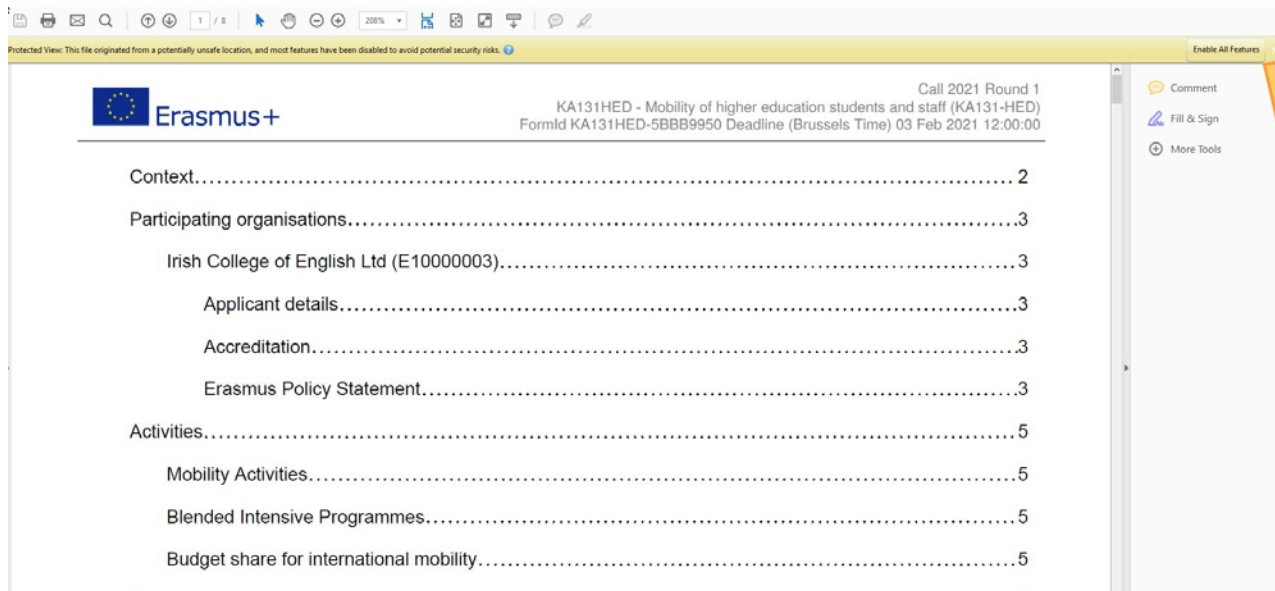 1 / 8
208%
Protected View: This file originated from a potentially unsafe location, and most features have been disabled to avoid potential security risks.
Enable All Features
Erasmus+
Call 2021 Round 1
KA131HED - Mobility of higher education students and staff (KA131-HED)
FormId KA131HED-5BBB9950 Deadline (Brussels Time) 03 Feb 2021 12:00:00
Comment
Fill & Sign
More Tools
Context 2
Participating organisations 3
Irish College of English Ltd (E10000003) 3
Applicant details 3
Accreditation 3
Erasmus Policy Statement 3
Activities 5
Mobility Activities 5
Blended Intensive Programmes 5
Budget share for international mobility 5